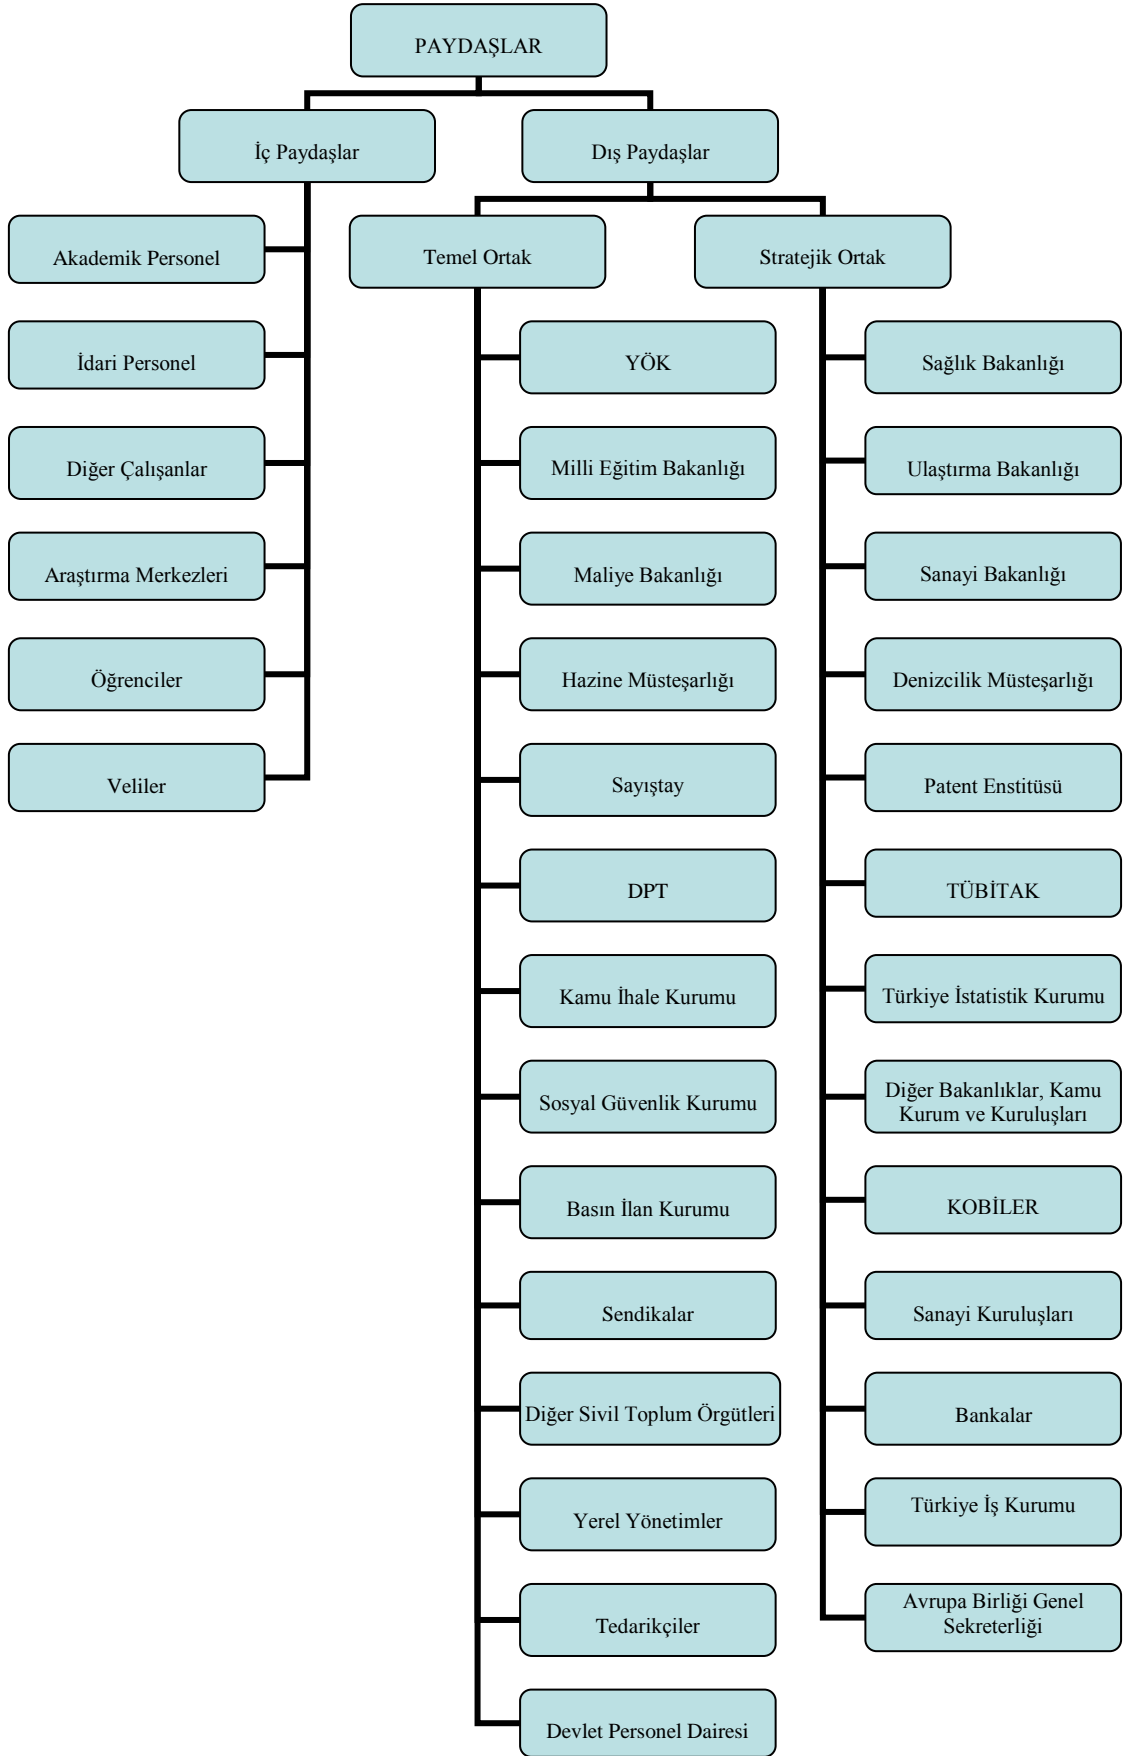 PAYDAŞLAR
İç Paydaşlar
Dış Paydaşlar
Akademik Personel
İdari Personel
Diğer Çalışanlar
Araştırma Merkezleri
Öğrenciler
Veliler
Temel Ortak
YÖK
Milli Eğitim Bakanlığı
Maliye Bakanlığı
Hazine Müsteşarlığı
Sayıştay
DPT
Kamu İhale Kurumu
Sosyal Güvenlik Kurumu
Basın İlan Kurumu
Sendikalar
Diğer Sivil Toplum Örgütleri
Yerel Yönetimler
Tedarikçiler
Devlet Personel Dairesi
Stratejik Ortak
Sağlık Bakanlığı
Ulaştırma Bakanlığı
Sanayi Bakanlığı
Denizcilik Müsteşarlığı
Patent Enstitüsü
TÜBİTAK
Türkiye İstatistik Kurumu
Diğer Bakanlıklar, Kamu
Kurum ve Kuruluşları
KOBİLER
Sanayi Kuruluşları
Bankalar
Türkiye İş Kurumu
Avrupa Birliği Genel
Sekreterliği